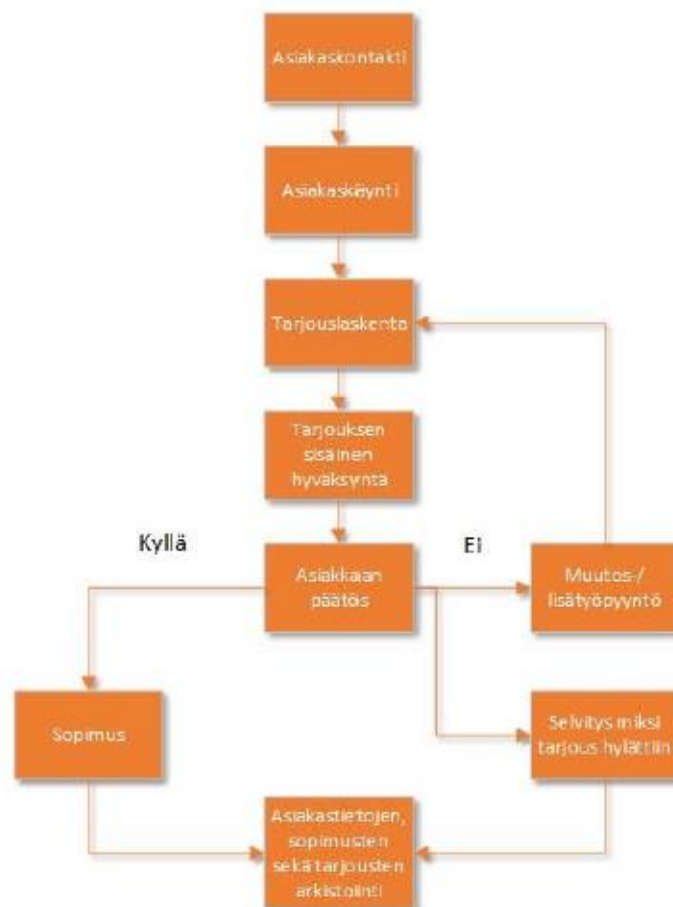 Asiakaskontakti
Asiakaskäynti
Tarjouslaskenta
Tarjouksen
sisäinen
hyväksyntä
Kyllä
Ei
Asiakkaan
päätös
Muutos-/
lisätyöpyyntö
Sopimus
Selvitys miksi
tarjous hylättiin
Asiakastietojen,
sopimusten
sekä tarjousten
arkistointi